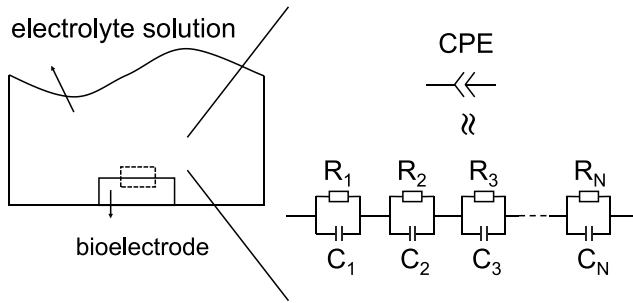 electrolyte solution
CPE
≈
R1 R2 R3 RN
bioelectrode
C1 C2 C3 CN